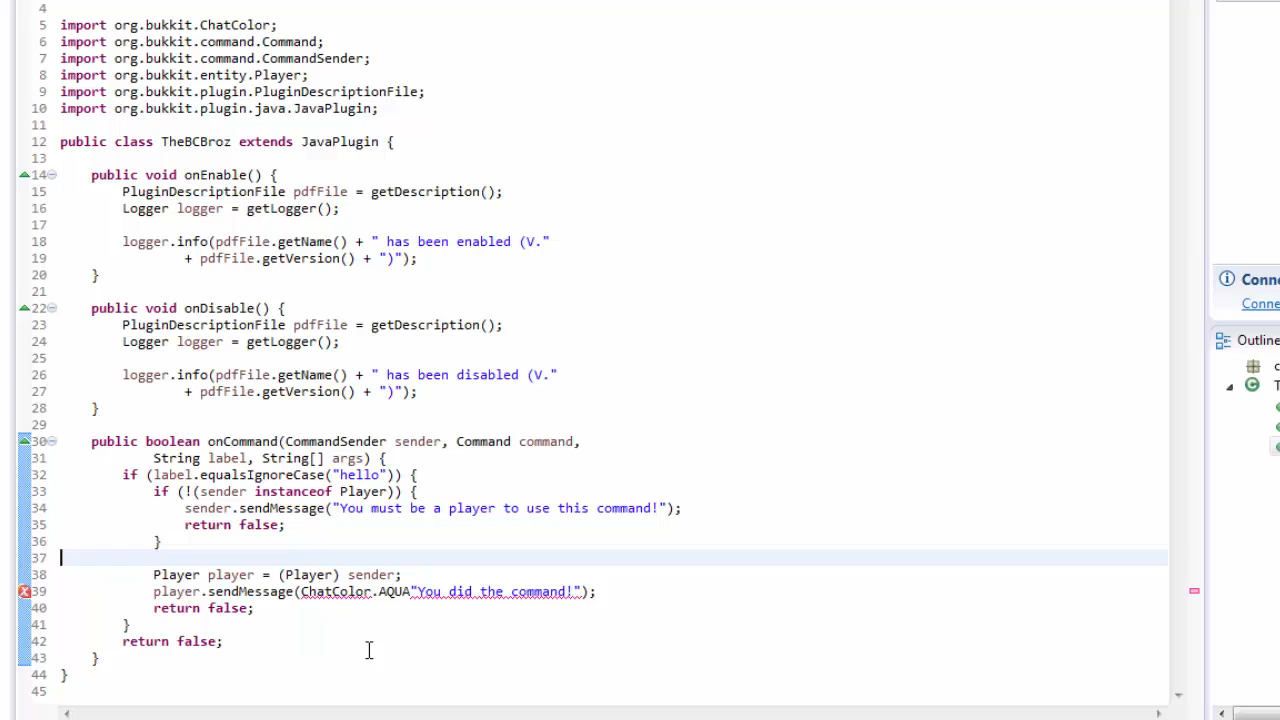 4
5 import org.bukkit.ChatColor;
6 import org.bukkit.command.Command;
7 import org.bukkit.command.CommandSender;
8 import org.bukkit.entity.Player;
9 import org.bukkit.plugin.PluginDescriptionFile;
10 import org.bukkit.plugin.java.JavaPlugin;
11
12 public class TheBCBroz extends JavaPlugin {
13
14 public void onEnable() {
15 PluginDescriptionFile pdfFile = getDescription();
16 Logger logger = getLogger();
17
18 logger.info(pdfFile.getName() + " has been enabled (V."
19 + pdfFile.getVersion() + ")");
20 }
21
22 public void onDisable() {
23 PluginDescriptionFile pdfFile = getDescription();
24 Logger logger = getLogger();
25
26 logger.info(pdfFile.getName() + " has been disabled (V."
27 + pdfFile.getVersion() + ")");
28 }
29
30 public boolean onCommand(CommandSender sender, Command command,
31 String label, String[] args) {
32 if (label.equalsIgnoreCase("hello")) {
33 if (!(sender instanceof Player)) {
34 sender.sendMessage("You must be a player to use this command!");
35 return false;
36 }
37
38 Player player = (Player) sender;
39 player.sendMessage(ChatColor.AQUA"You did the command!");
40 return false;
41 }
42 return false;
43 }
44 }
45
Conne
Conne
Outline
c
T